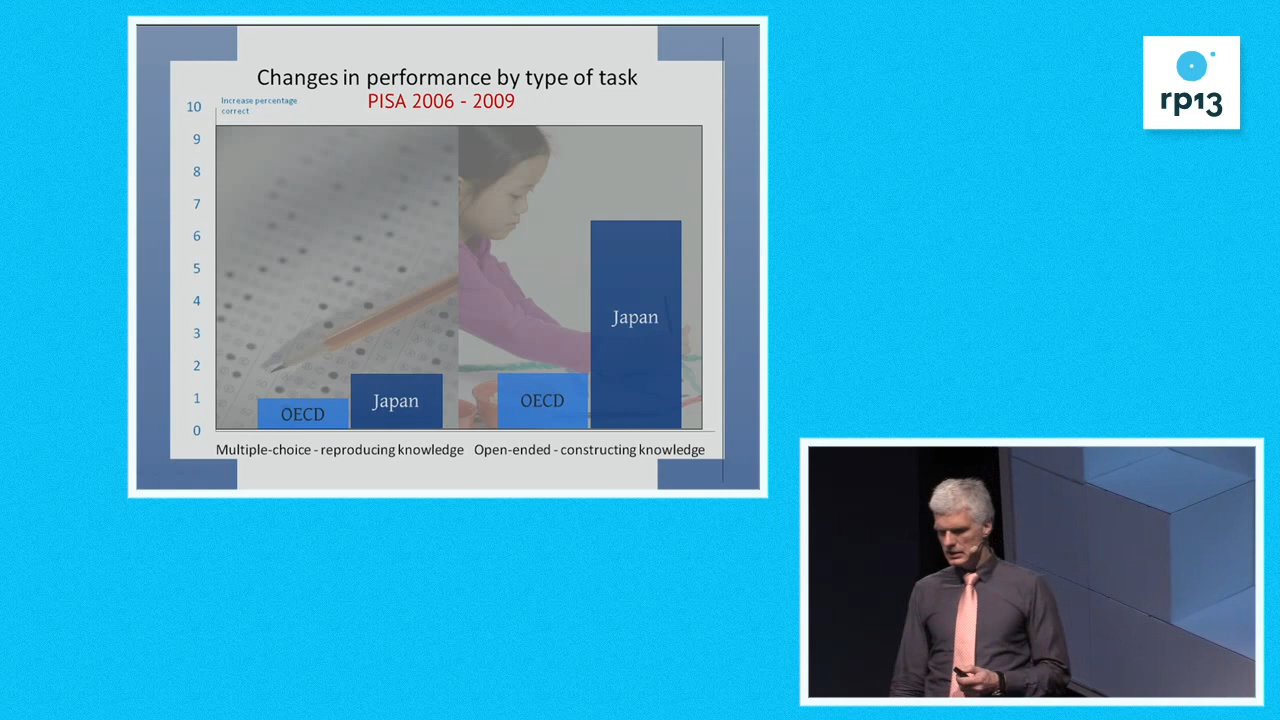 Changes in performance by type of task
PISA 2006 - 2009
Increase percentage
correct
10
9
8
7
6
5
4
3
2
1
0
OECD
Japan
OECD
Japan
Multiple-choice - reproducing knowledge
Open-ended - constructing knowledge
rp13